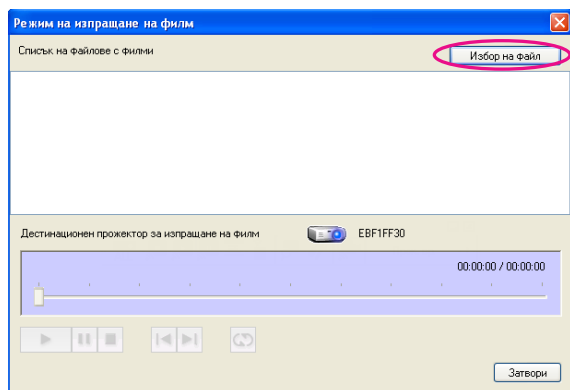 Режим на изпращане на филм
Списък на файлове с филми
Избор на файл
Дестинационен прожектор за изпращане на филм
EBF1FF30
00:00:00 / 00:00:00
Затвори